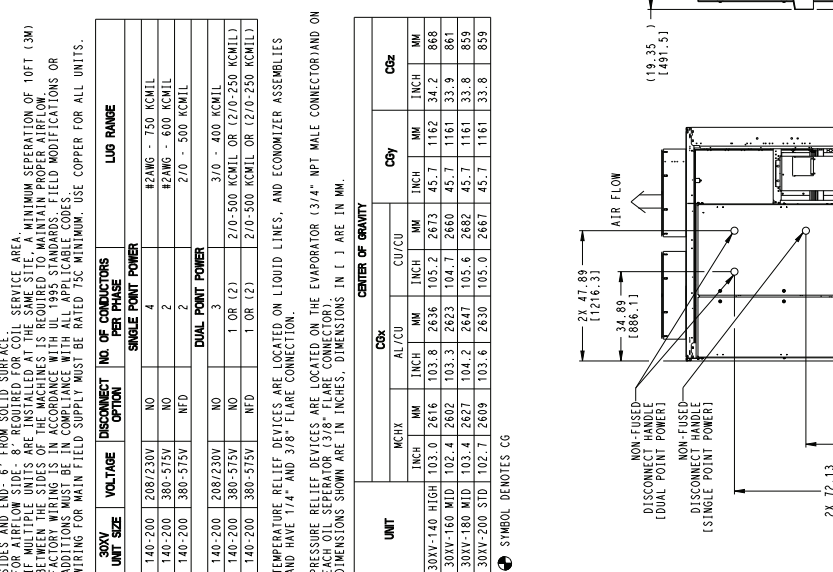 SIDES AND END- 6' FROM SOLID SURFACE.
FOR AIRFLOW SIDE- 8' REQUIRED FOR COIL SERVICE AREA.
IF MULTIPLE UNITS ARE INSTALLED AT THE SAME SITE, A MINIMUM SEPERATION OF 10FT (3M)
BETWEEN THE SIDES OF THE MACHINES IS REQUIRED TO MAINTAIN PROPER AIRFLOW.
FACTORY WIRING IS IN ACCORDANCE WITH UL 1995 STANDARDS. FIELD MODIFICATIONS OR
ADDITIONS MUST BE IN COMPLIANCE WITH ALL APPLICABLE CODES.
WIRING FOR MAIN FIELD SUPPLY MUST BE RATED 75C MINIMUM. USE COPPER FOR ALL UNITS.
30XV UNIT SIZE VOLTAGE DISCONNECT OPTION NO. OF CONDUCTORS PER PHASE LUG RANGE
SINGLE POINT POWER
140-200 208/230V NO 4 #2AWG - 750 KCMIL
140-200 380-575V NO 2 #2AWG - 600 KCMIL
140-200 380-575V NFD 2 2/0 - 500 KCMIL
DUAL POINT POWER
140-200 208/230V NO 3 3/0 - 400 KCMIL
140-200 380-575V NO 1 OR (2) 2/0-500 KCMIL OR (2/0-250 KCMIL)
140-200 380-575V NFD 1 OR (2) 2/0-500 KCMIL OR (2/0-250 KCMIL)
TEMPERATURE RELIEF DEVICES ARE LOCATED ON LIQUID LINES, AND ECONOMIZER ASSEMBLIES
AND HAVE 1/4" AND 3/8" FLARE CONNECTION.
PRESSURE RELIEF DEVICES ARE LOCATED ON THE EVAPORATOR (3/4" NPT MALE CONNECTOR)AND ON
EACH OIL SEPERATOR (3/8" FLARE CONNECTOR).
DIMENSIONS SHOWN ARE IN INCHES, DIMENSIONS IN [ ] ARE IN MM.
CENTER OF GRAVITY
UNIT CGx CGy CGz
MCHX AL/CU CU/CU
INCH MM INCH MM INCH MM INCH MM INCH MM
30XV-140 HIGH 103.0 2616 103.8 2636 105.2 2673 45.7 1162 34.2 868
30XV-160 MID 102.4 2602 103.3 2623 104.7 2660 45.7 1161 33.9 861
30XV-180 MID 103.4 2627 104.2 2647 105.6 2682 45.7 1161 33.8 859
30XV-200 STD 102.7 2609 103.6 2630 105.0 2667 45.7 1161 33.8 859
SYMBOL DENOTES CG
(19.35 )
[491.5]
AIR FLOW
2X 47.89
[1216.3]
34.89
[886.1]
NON-FUSED
DISCONNECT HANDLE
[DUAL POINT POWER]
NON-FUSED
DISCONNECT HANDLE
[SINGLE POINT POWER]
2X 72.13